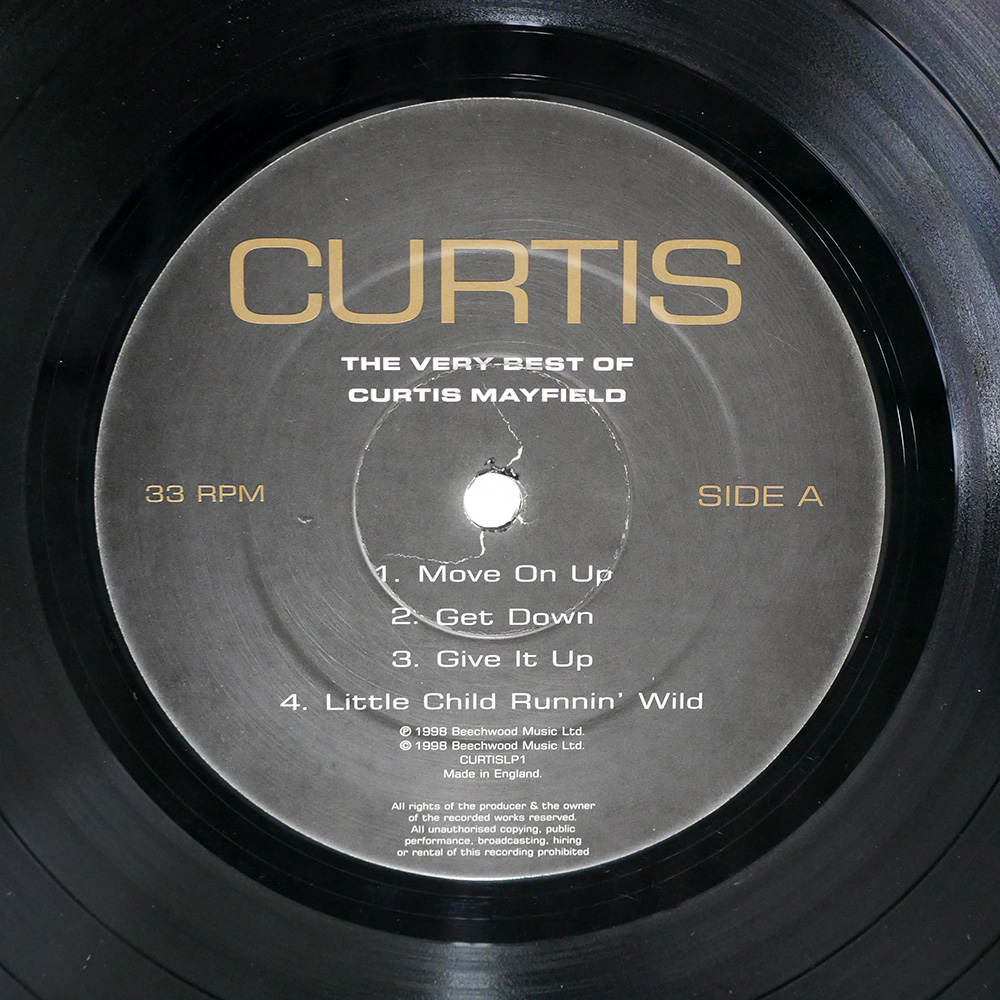 CURTIS
THE VERY BEST OF
CURTIS MAYFIELD
33 RPM
SIDE A
1. Move On Up
2. Get Down
3. Give It Up
4. Little Child Runnin' Wild
℗ 1998 Beechwood Music Ltd.
© 1998 Beechwood Music Ltd.
CURTISLP1
Made in England.
All rights of the producer & the owner
of the recorded works reserved.
All unauthorised copying, public
performance, broadcasting, hiring
or rental of this recording prohibited